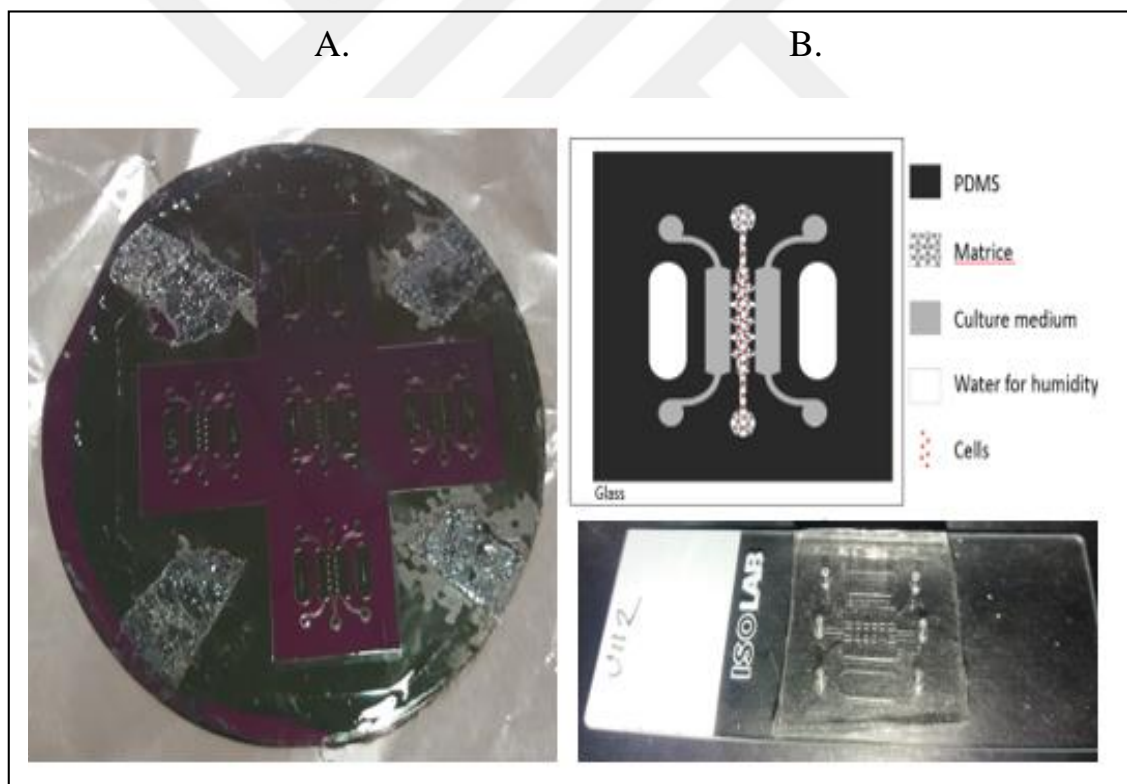 A.
B.
PDMS
Matrice
Culture medium
Water for humidity
Cells
Glass
ISOLAB